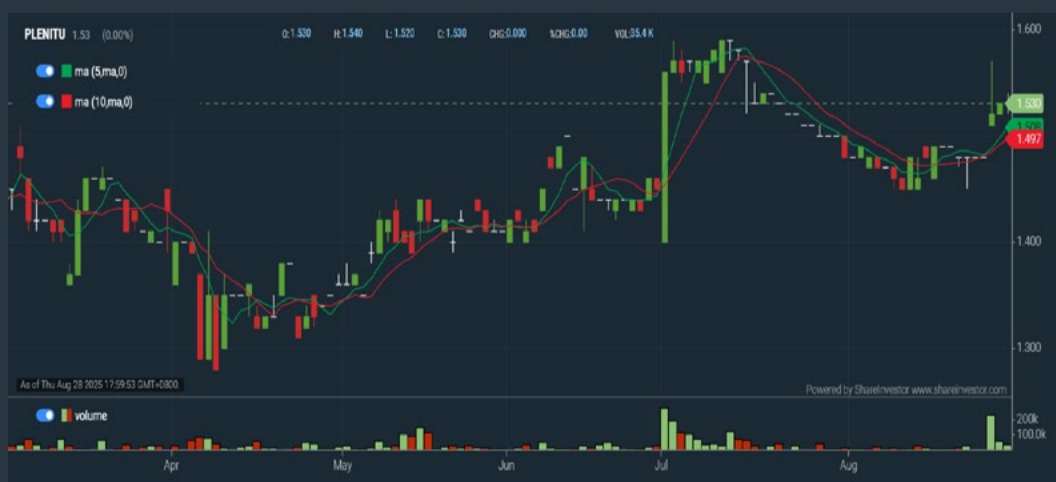 PLENITU 1.53 (0.00%) O:1.530 H:1.540 L:1.520 C:1.530 CHG:0.000 %CHG:0.00 VOL:35.4 K
ma (5,ma,0)
ma (10,ma,0)
1.600
1.530
1.508
1.497
1.400
1.300
As of Thu Aug 28 2025 17:59:53 GMT+0800
Powered by ShareInvestor www.shareinvestor.com
volume
200k
100.0k
Apr May Jun Jul Aug